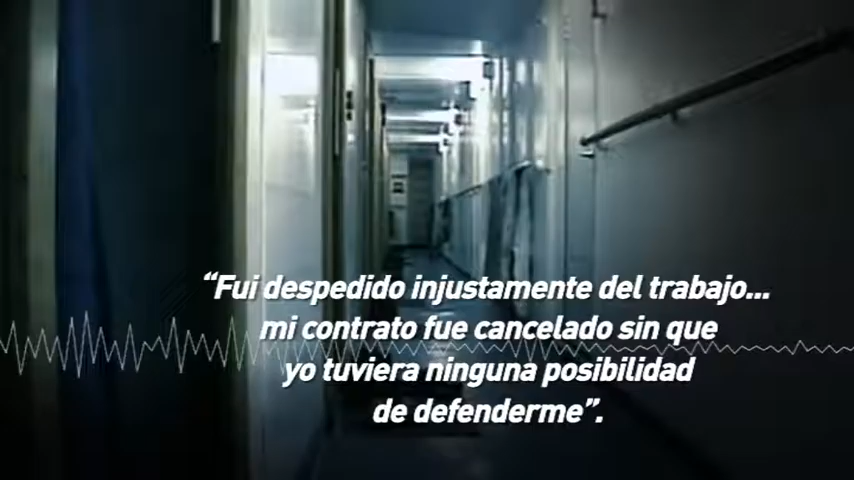 “Fui despedido injustamente del trabajo...
mi contrato fue cancelado sin que
yo tuviera ninguna posibilidad
de defenderme”.